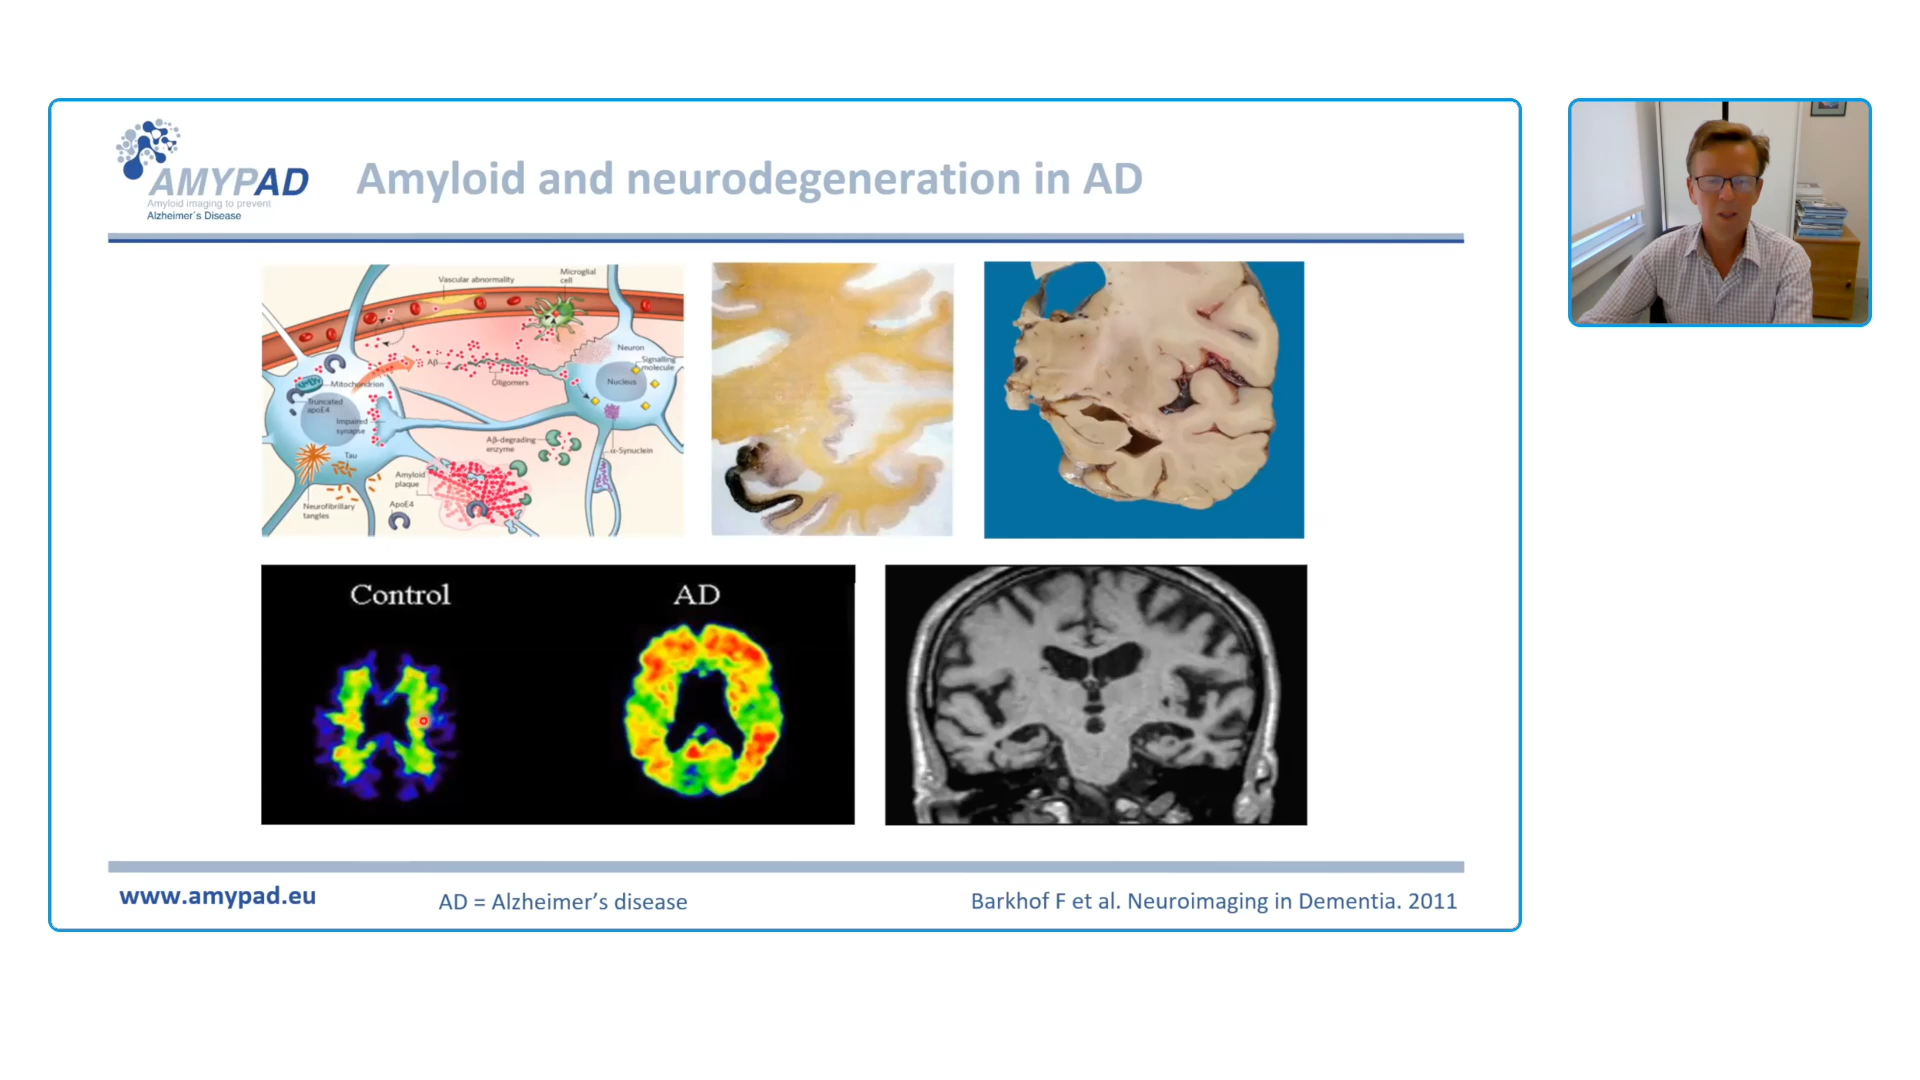 AMYPAD
Amyloid imaging to prevent
Alzheimer´s Disease
Amyloid and neurodegeneration in AD
Vascular abnormality
Microglial
cell
Neuron
Signalling
molecule
Aβ
Oligomers
Nucleus
Mitochondrion
Truncated
apoE4
Impaired
synapse
Aβ-degrading
enzyme
α-Synuclein
Tau
Amyloid
plaque
Neurofibrillary
tangles
ApoE4
Control
AD
www.amypad.eu
AD = Alzheimer’s disease
Barkhof F et al. Neuroimaging in Dementia. 2011